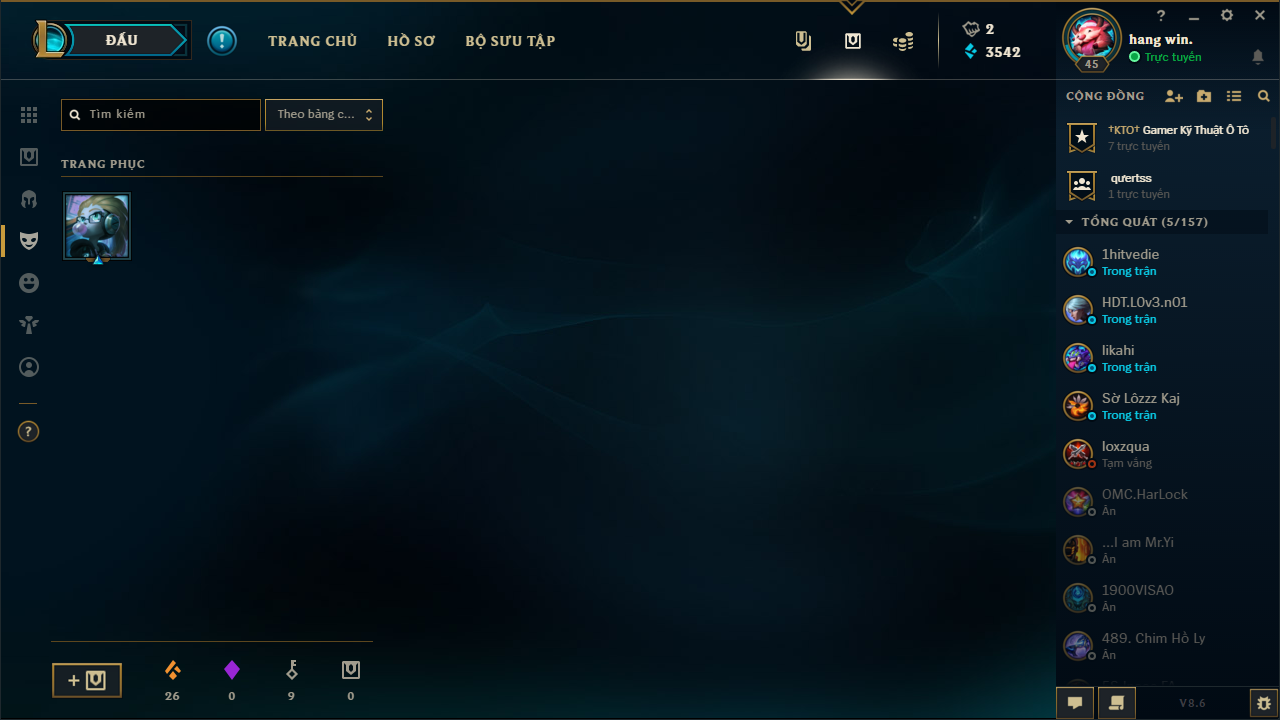 ĐẤU
TRANG CHỦ
HỒ SƠ
BỘ SƯU TẬP
2
3542
?
45
hang win.
Trực tuyến
CỘNG ĐỒNG
†KTO† Gamer Kỹ Thuật Ô Tô
7 trực tuyến
qưertss
1 trực tuyến
TỔNG QUÁT (5/157)
1hitvedie
Trong trận
HDT.L0v3.n01
Trong trận
likahi
Trong trận
Sờ Lôzzz Kaj
Trong trận
loxzqua
Tạm vắng
OMC.HarLock
Ẩn
...I am Mr.Yi
Ẩn
1900VISAO
Ẩn
489. Chim Hồ Ly
Ẩn
V8.6
Tìm kiếm
Theo bảng c...
TRANG PHỤC
?
+
26
0
9
0